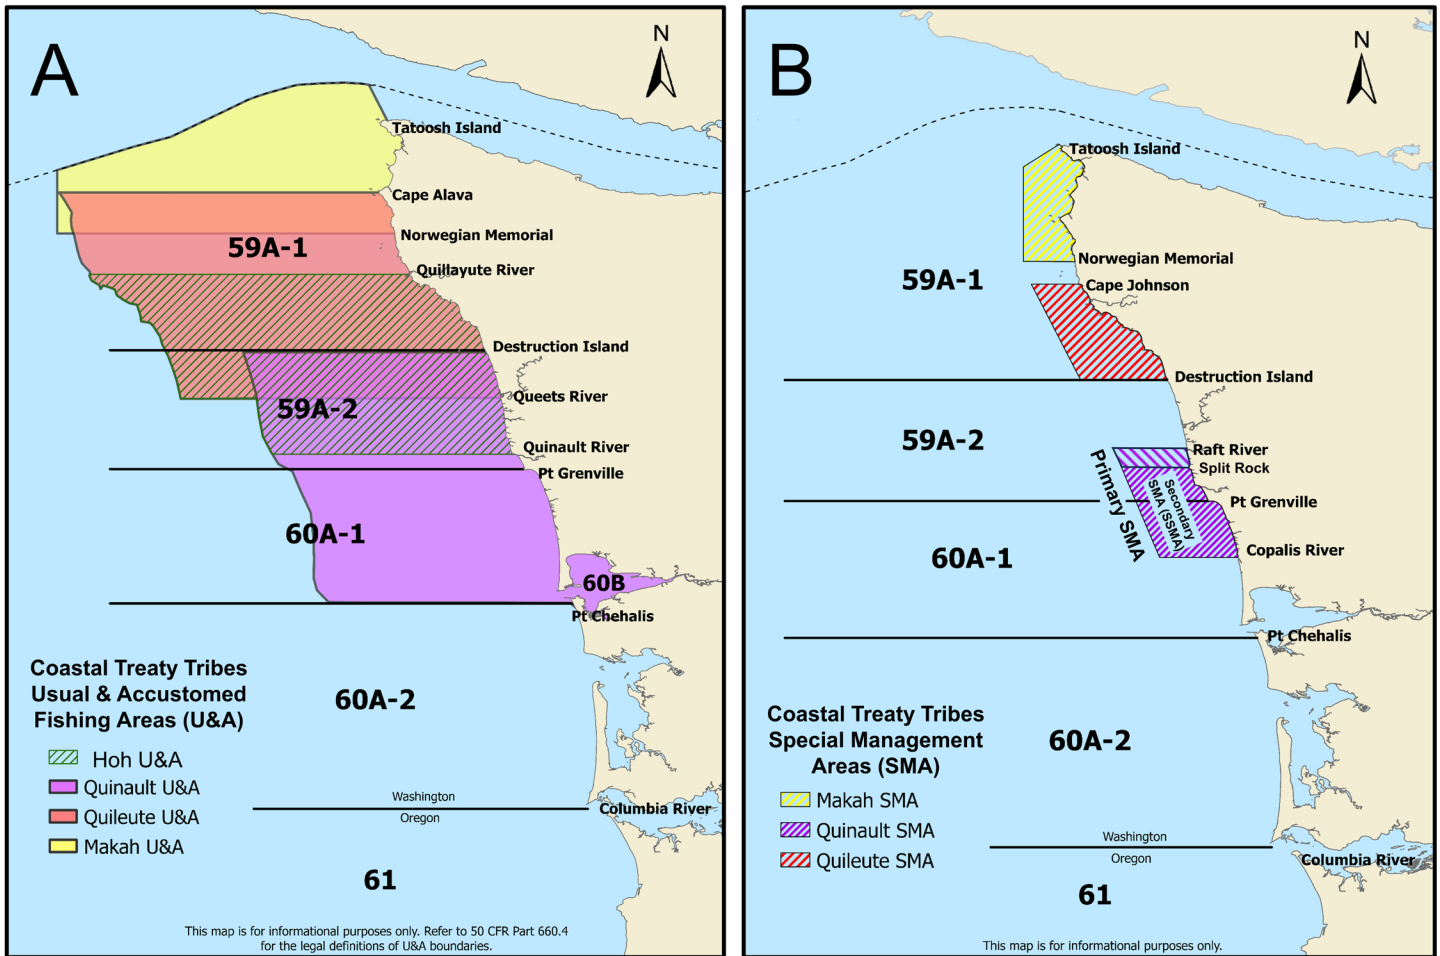 A
N
Tatoosh Island
Cape Alava
Norwegian Memorial
59A-1
Quillayute River
Destruction Island
Queets River
59A-2
Quinault River
Pt Grenville
60A-1
60B
Pt Chehalis
Coastal Treaty Tribes
Usual & Accustomed
Fishing Areas (U&A)
60A-2
Hoh U&A
Quinault U&A
Quileute U&A
Makah U&A
Washington
Columbia River
Oregon
61
This map is for informational purposes only. Refer to 50 CFR Part 660.4
for the legal definitions of U&A boundaries.
B
N
Tatoosh Island
Norwegian Memorial
59A-1
Cape Johnson
Destruction Island
59A-2
Raft River
Split Rock
Primary SMA
Secondary
SMA (SSMA)
Pt Grenville
Copalis River
60A-1
Pt Chehalis
Coastal Treaty Tribes
Special Management
Areas (SMA)
60A-2
Makah SMA
Quinault SMA
Quileute SMA
Washington
Oregon
Columbia River
61
This map is for informational purposes only.